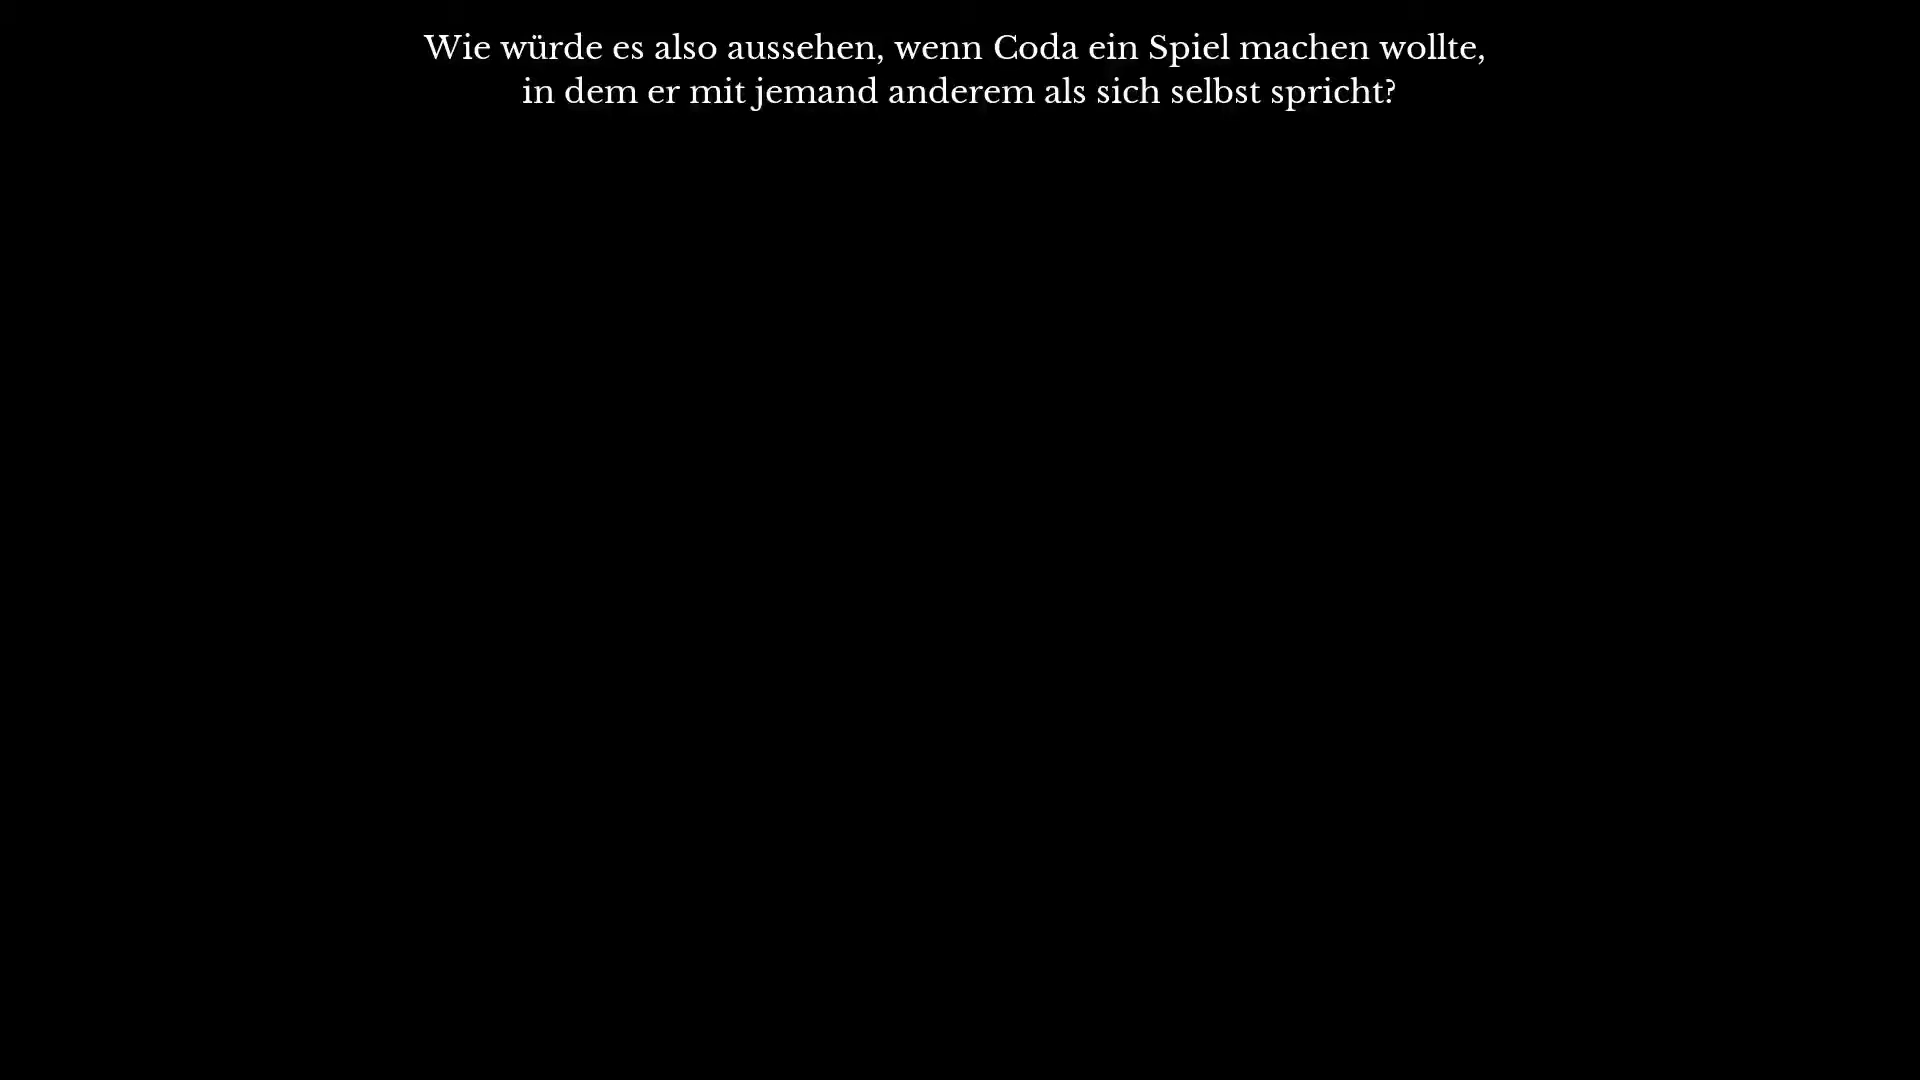 Wie würde es also aussehen, wenn Coda ein Spiel machen wollte,
in dem er mit jemand anderem als sich selbst spricht?